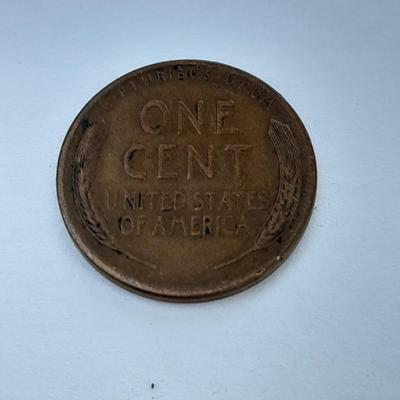 E PLURIBUS UNUM
ONE
CENT
UNITED STATES
OF AMERICA